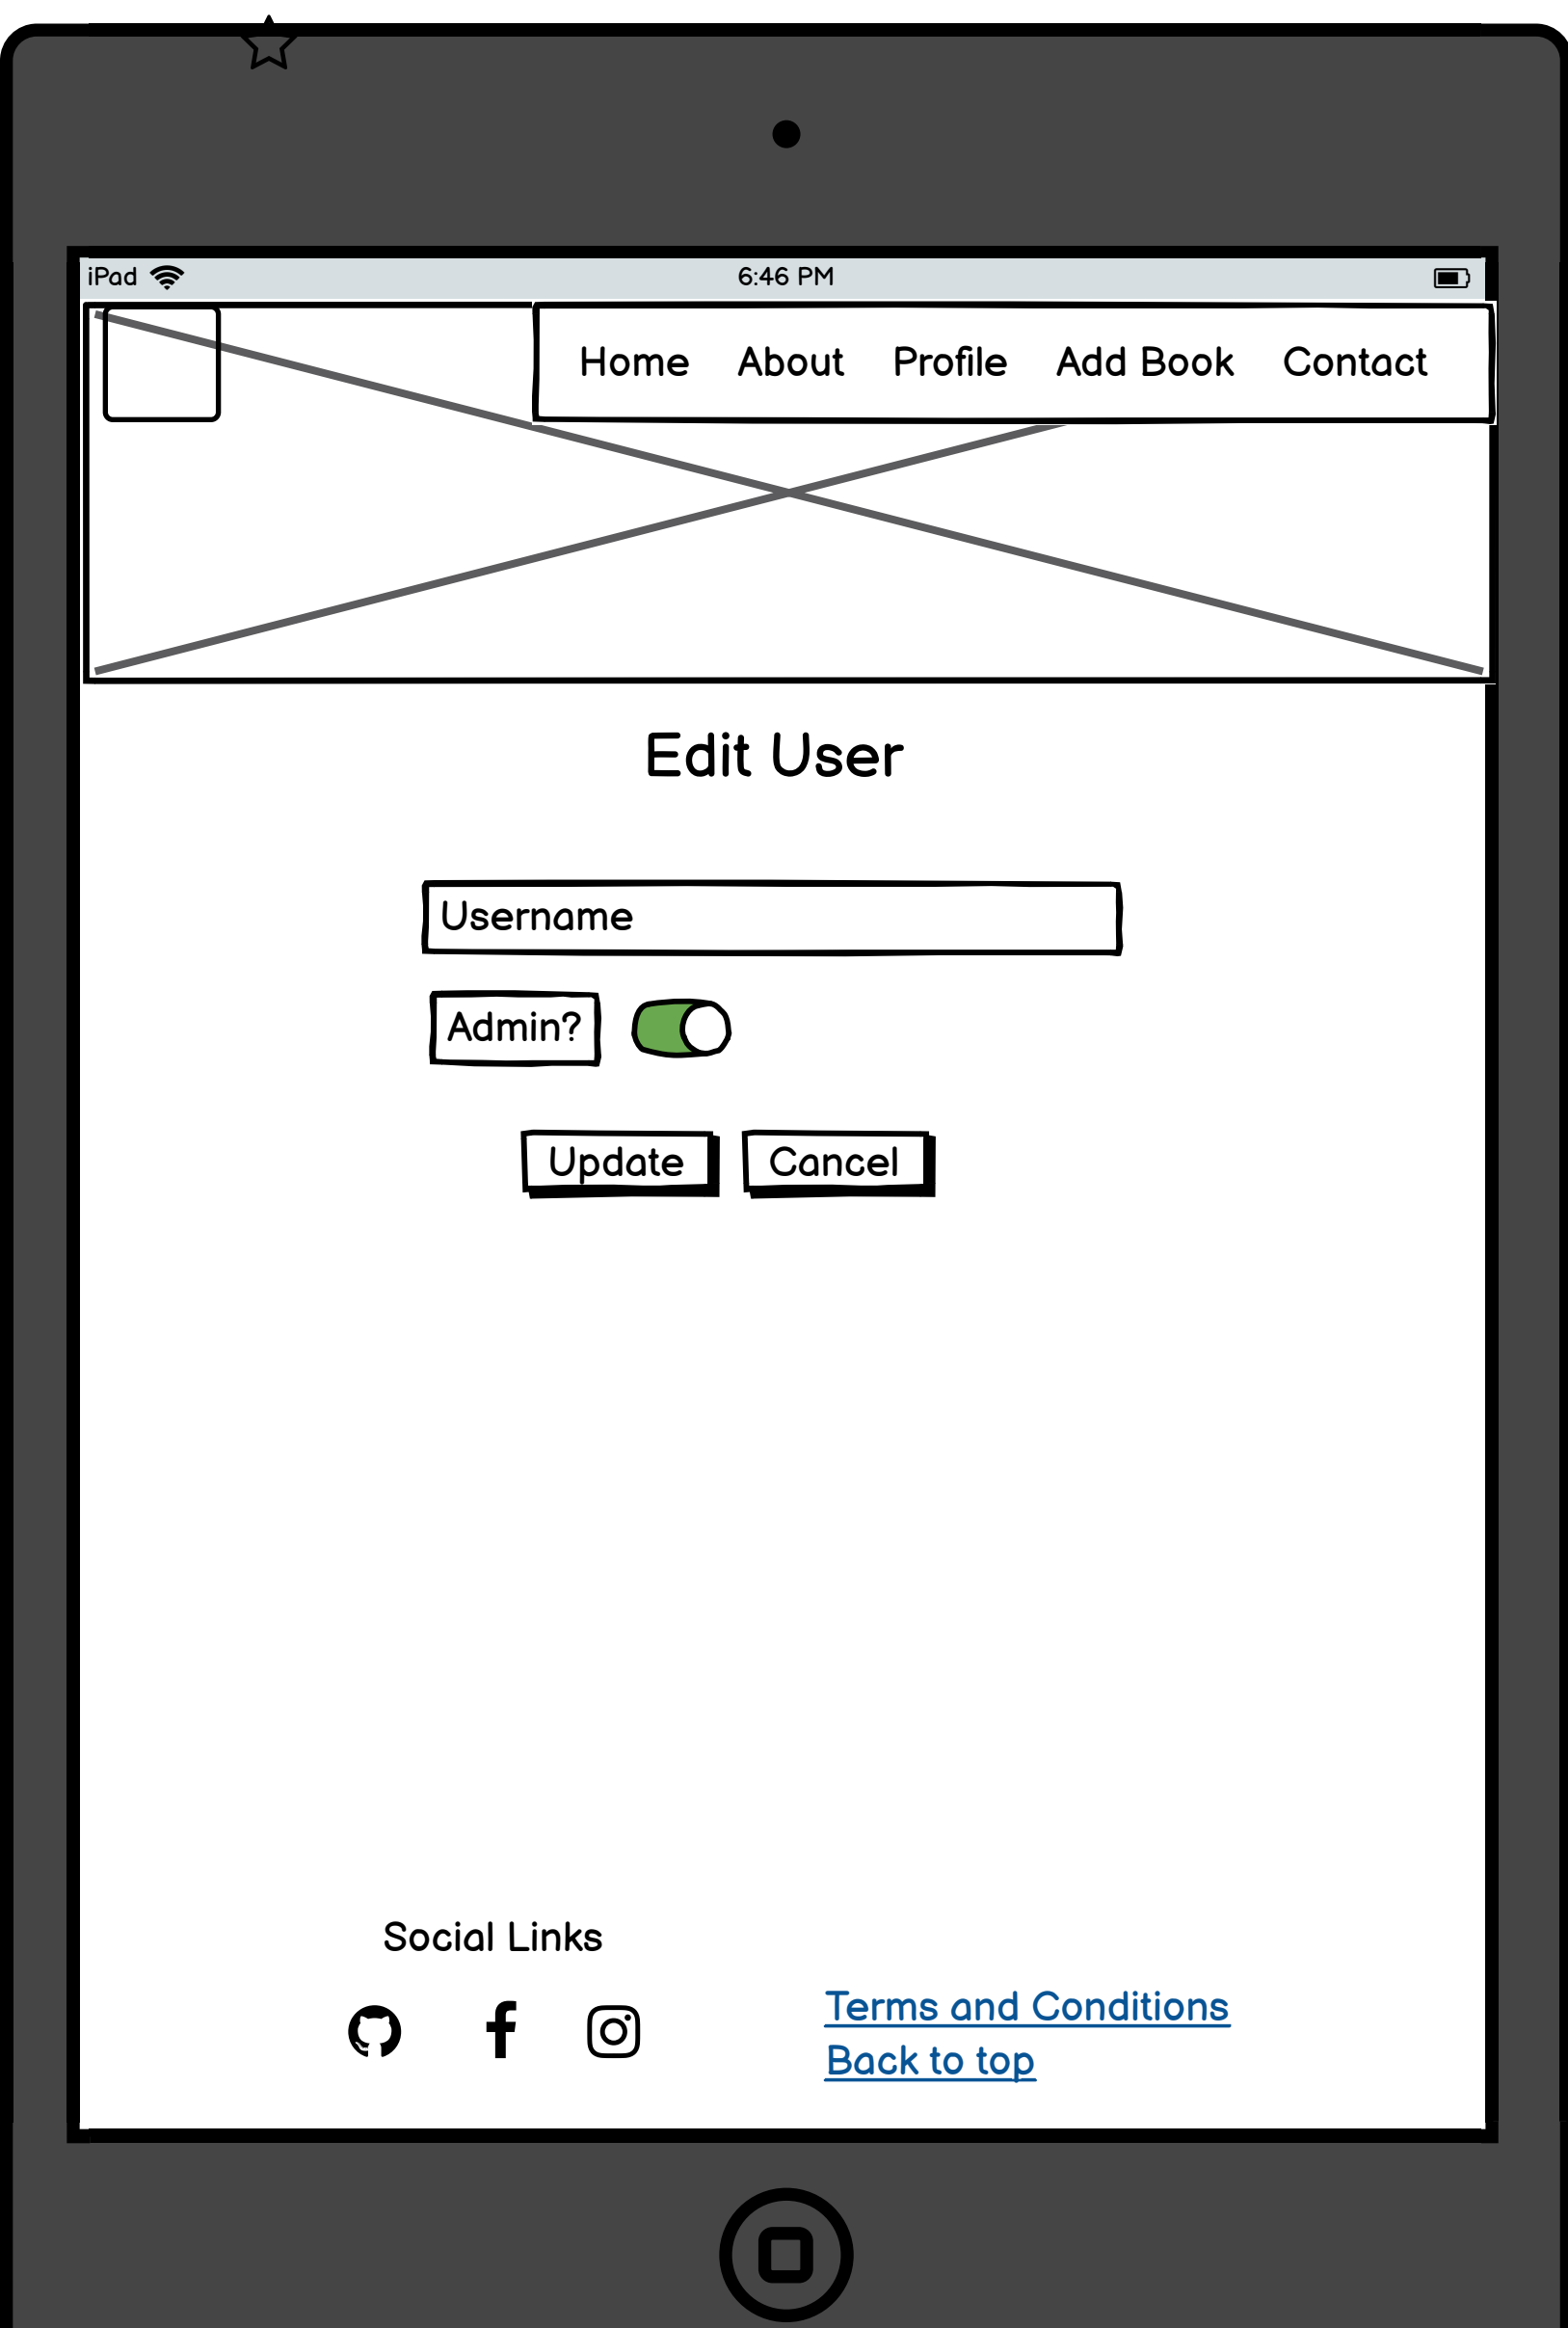 iPad 6:46 PM
Home About Profile Add Book Contact
Edit User
Username
Admin?
Update Cancel
Social Links
Terms and Conditions
Back to top